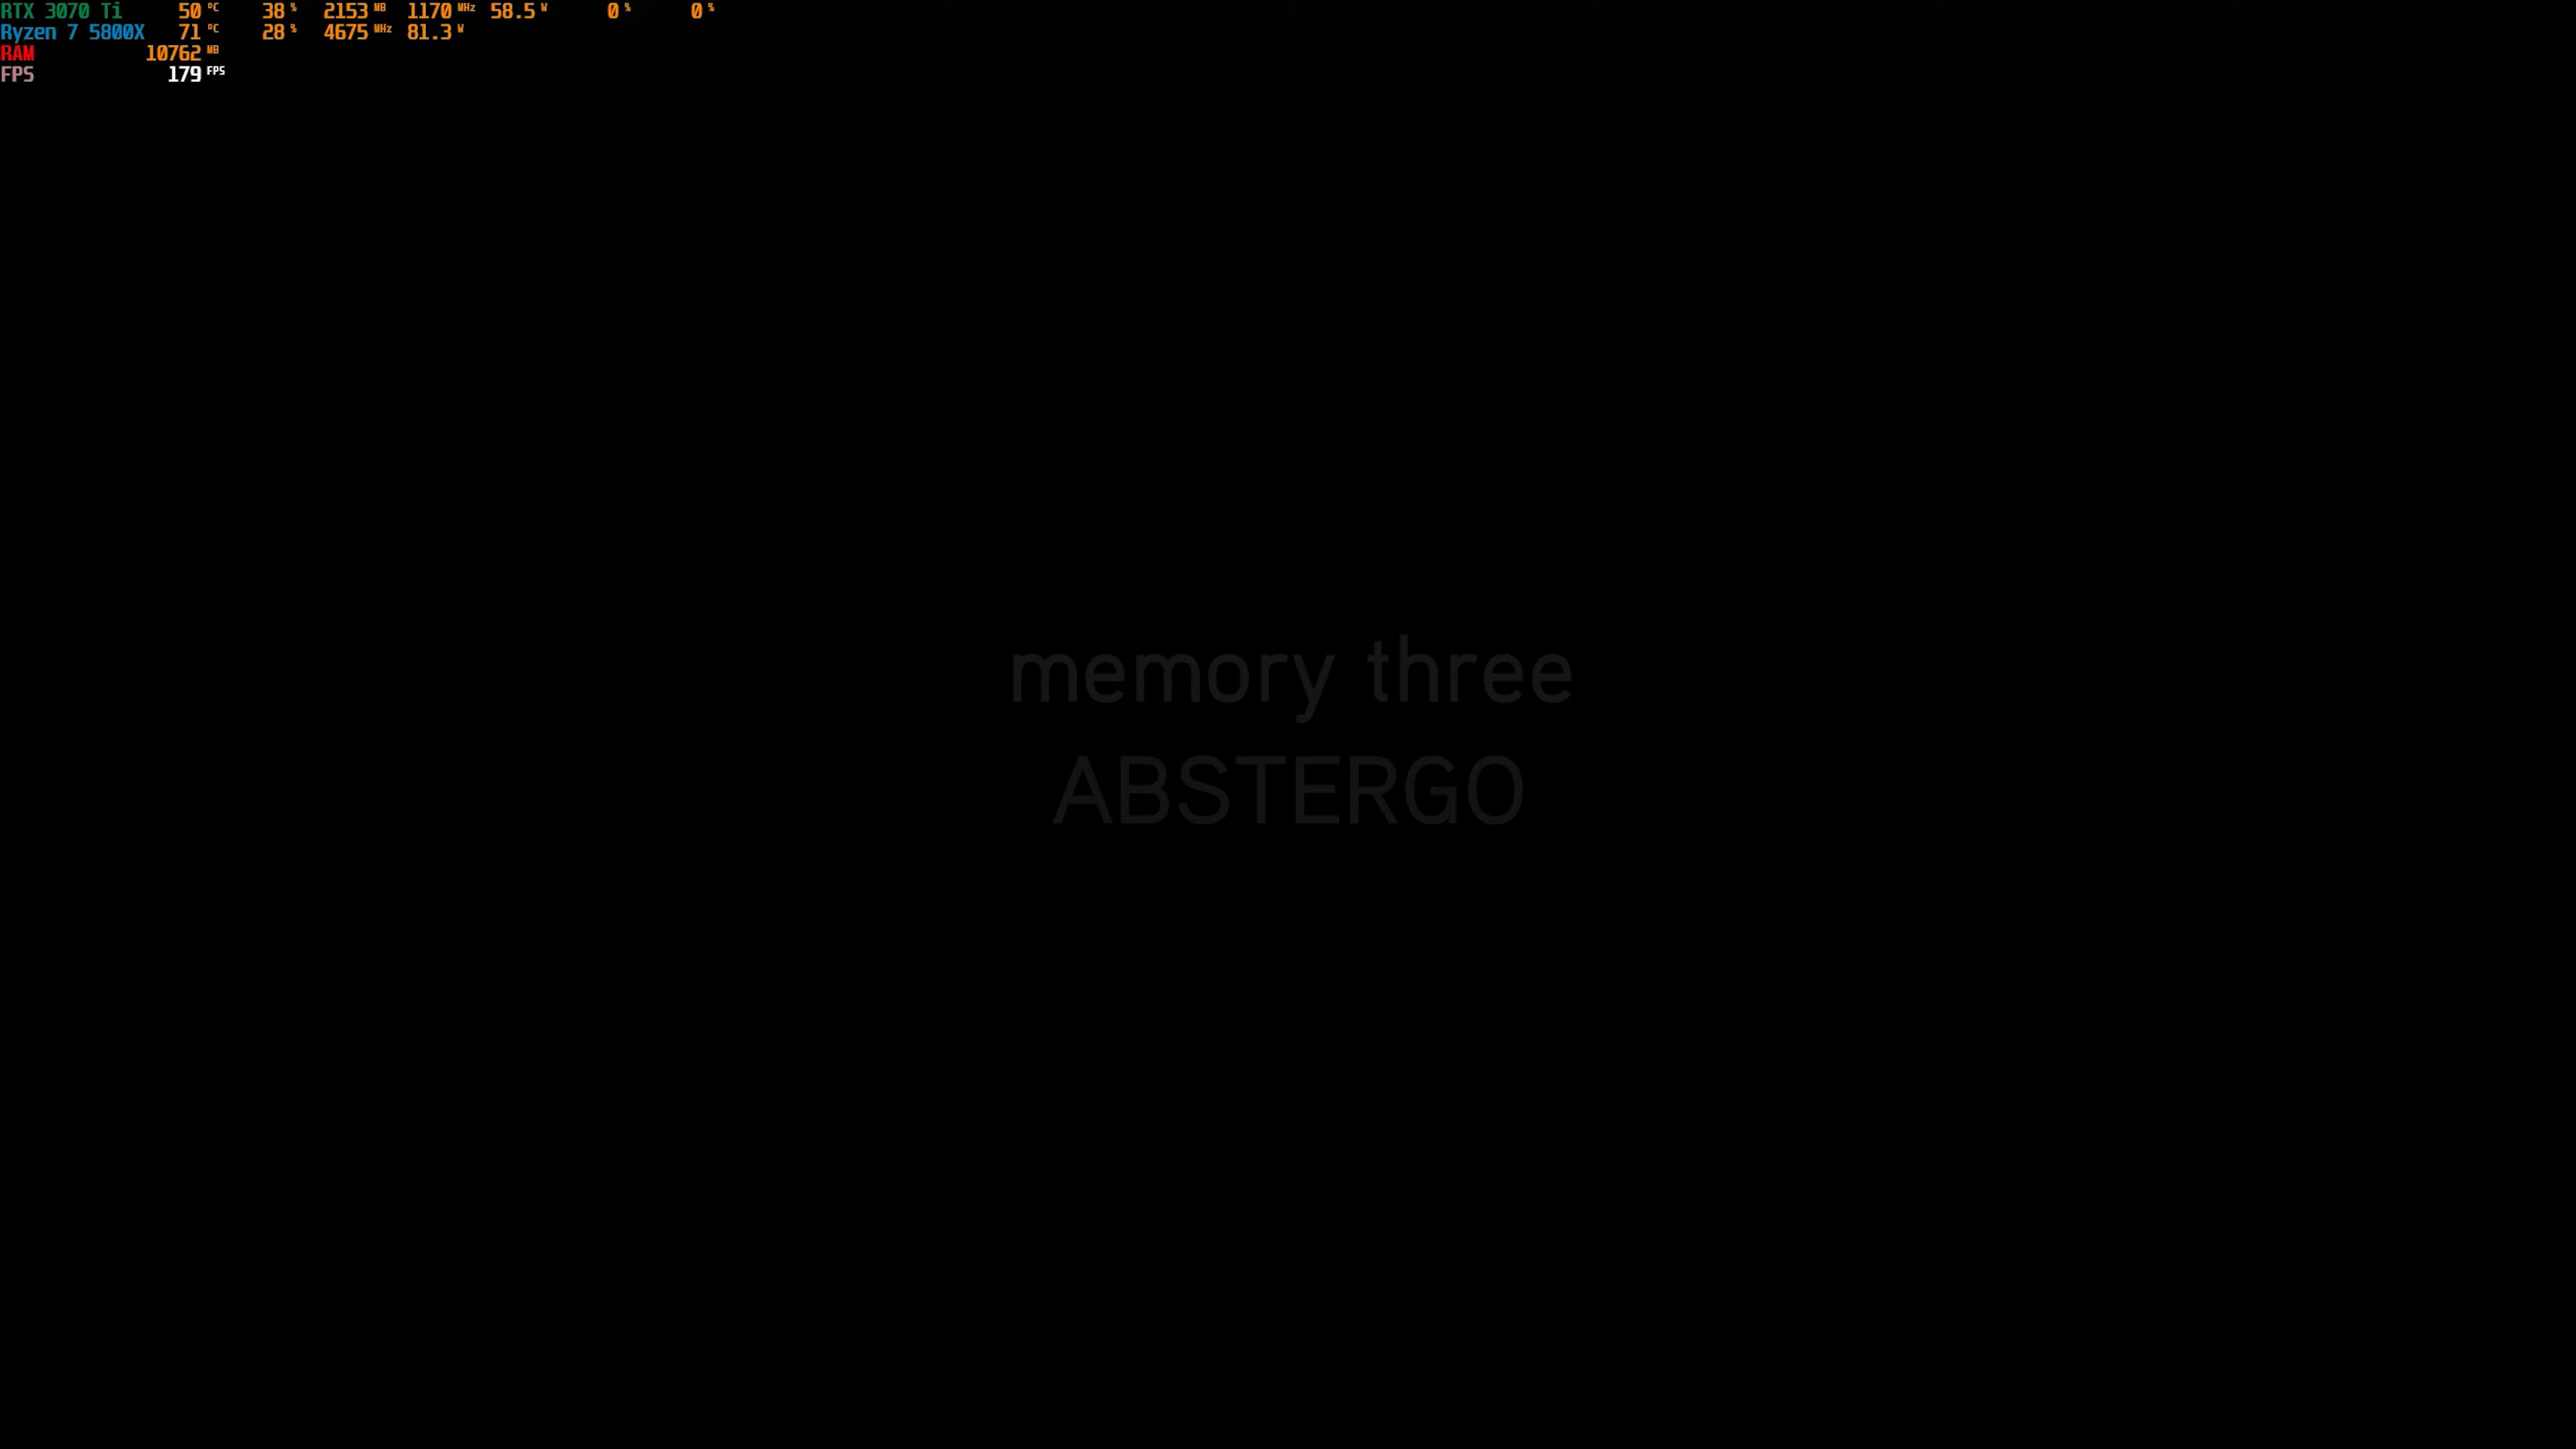 RTX 3070 Ti 50 °C 38 % 2153 MB 1170 MHz 58.5 W 0 % 0 %
Ryzen 7 5800X 71 °C 28 % 4675 MHz 81.3 W
RAM 10762 MB
FPS 179 FPS
memory three
ABSTERGO